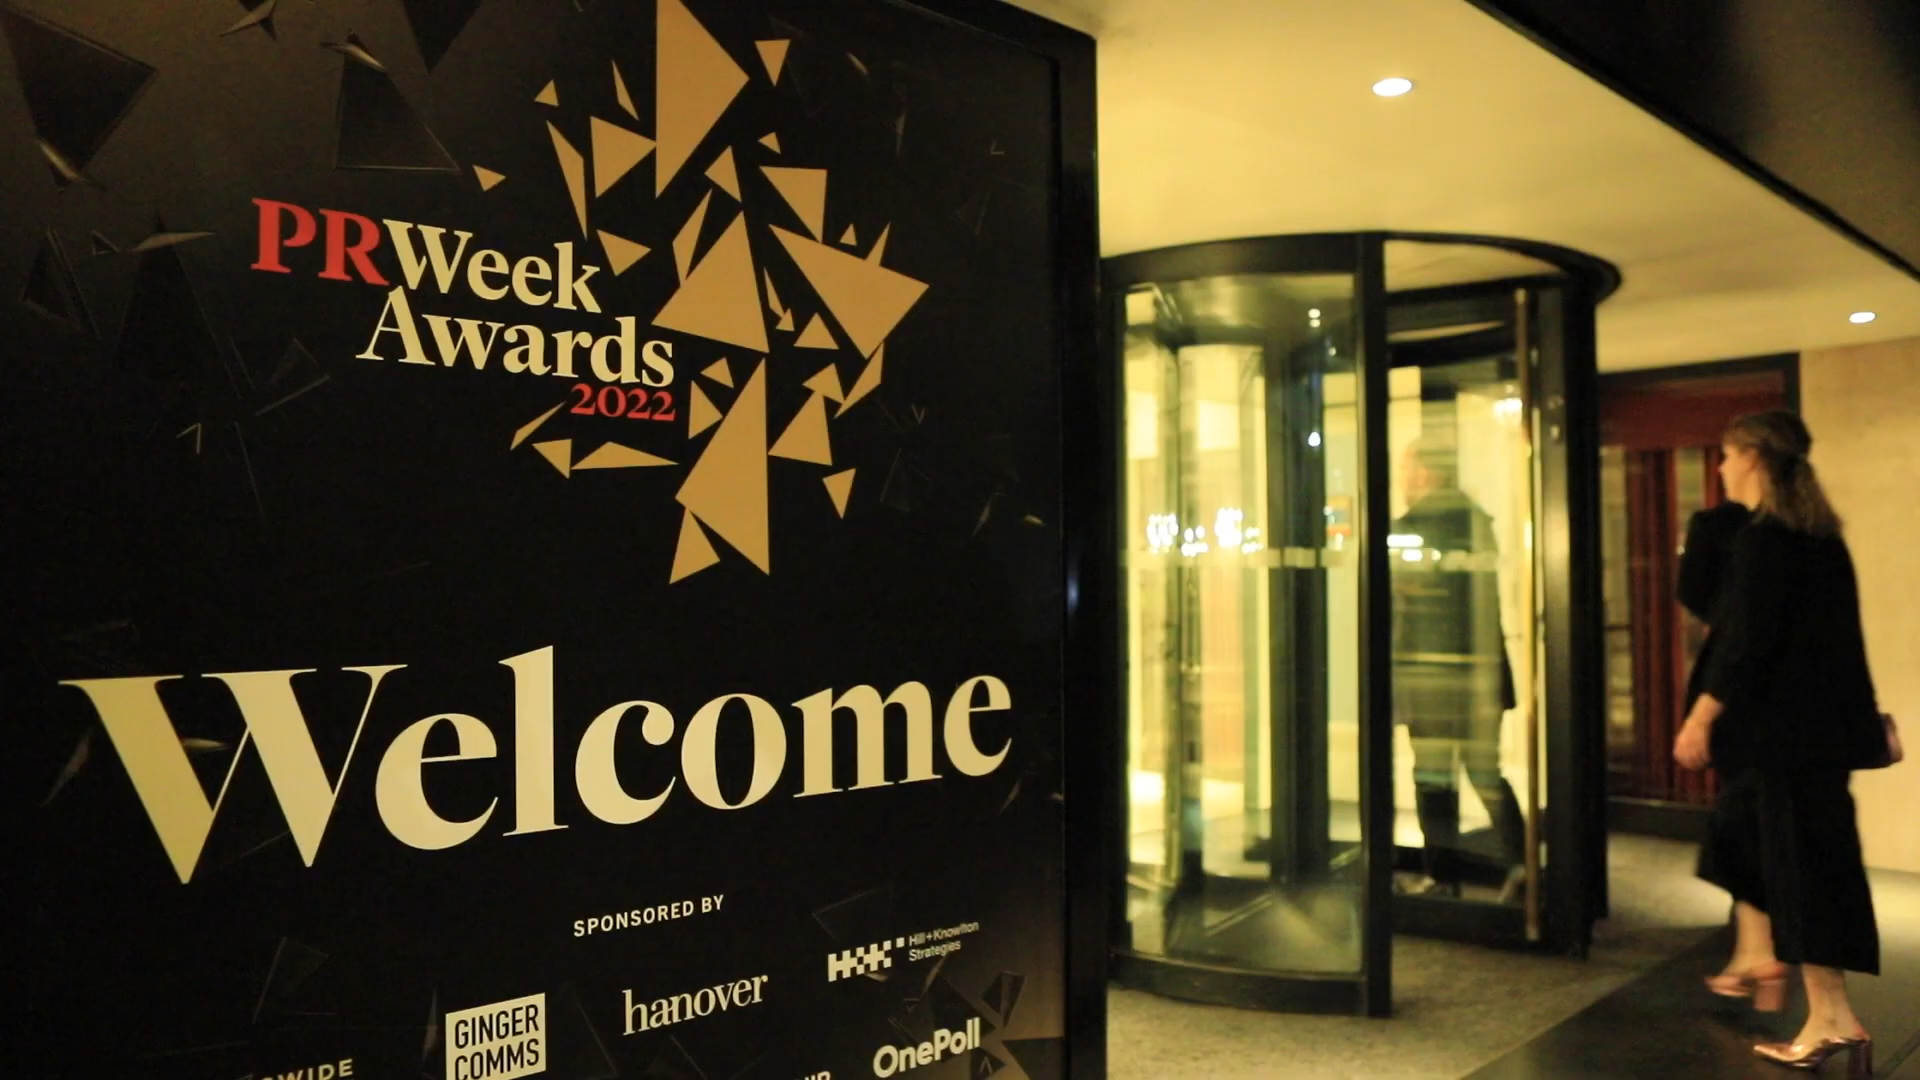 PRWeek
Awards
2022
Welcome
SPONSORED BY
Hill+Knowlton
Strategies
hanover
GINGER
COMMS
OnePoll